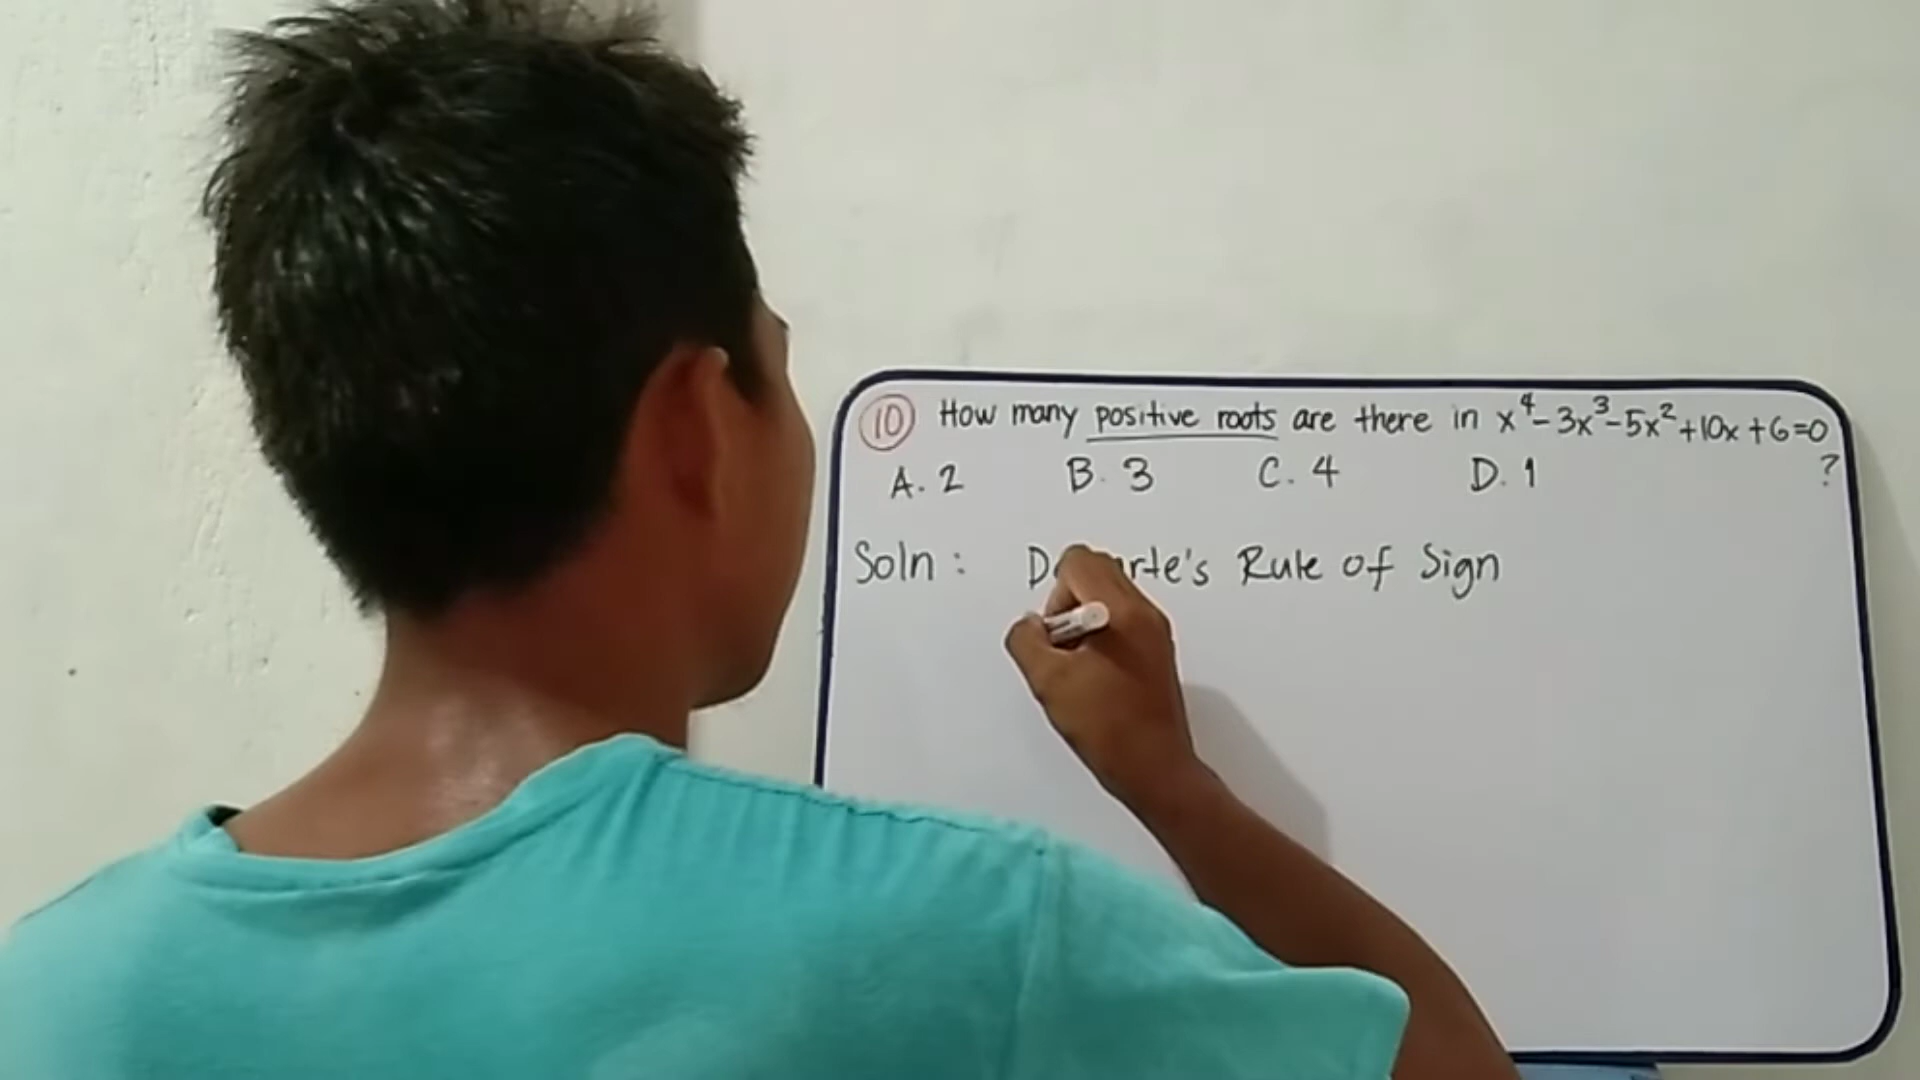 10 How many positive roots are there in x⁴-3x³-5x²+10x+6=0
A. 2 B. 3 C. 4 D. 1 ?
Soln : Rule of Sign